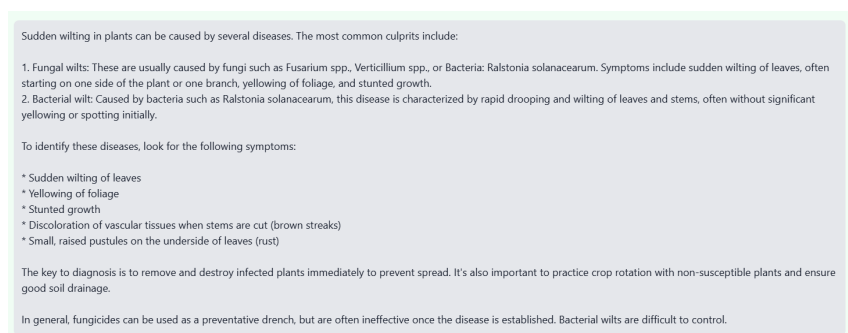 Sudden wilting in plants can be caused by several diseases. The most common culprits include:
1. Fungal wilts: These are usually caused by fungi such as Fusarium spp., Verticillium spp., or Bacteria: Ralstonia solanacearum. Symptoms include sudden wilting of leaves, often
starting on one side of the plant or one branch, yellowing of foliage, and stunted growth.
2. Bacterial wilt: Caused by bacteria such as Ralstonia solanacearum, this disease is characterized by rapid drooping and wilting of leaves and stems, often without significant
yellowing or spotting initially.
To identify these diseases, look for the following symptoms:
* Sudden wilting of leaves
* Yellowing of foliage
* Stunted growth
* Discoloration of vascular tissues when stems are cut (brown streaks)
* Small, raised pustules on the underside of leaves (rust)
The key to diagnosis is to remove and destroy infected plants immediately to prevent spread. It's also important to practice crop rotation with non-susceptible plants and ensure
good soil drainage.
In general, fungicides can be used as a preventative drench, but are often ineffective once the disease is established. Bacterial wilts are difficult to control.